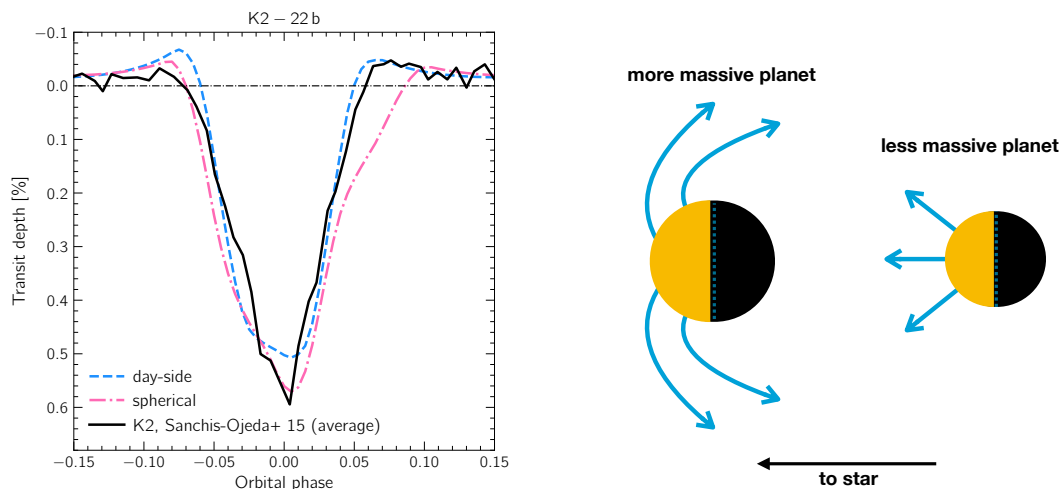 K2 − 22 b
−0.1
0.0
0.1
0.2
0.3
0.4
0.5
0.6
Transit depth [%]
day-side
spherical
K2, Sanchis-Ojeda+ 15 (average)
−0.15
−0.10
−0.05
0.00
0.05
0.10
0.15
Orbital phase
more massive planet
less massive planet
to star